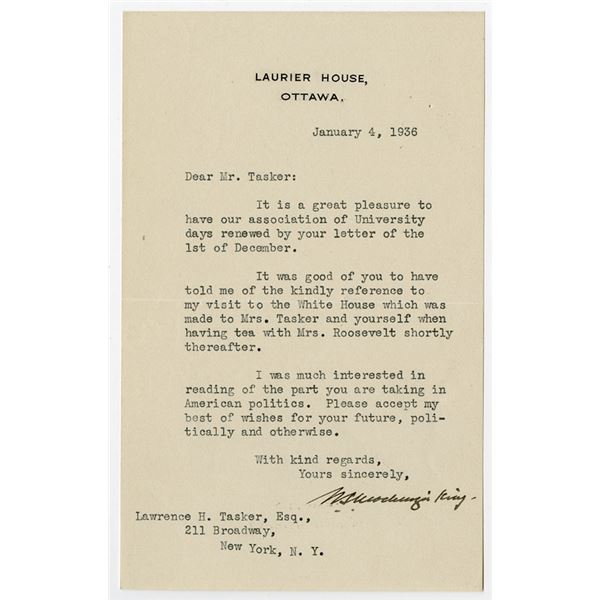 LAURIER HOUSE,
OTTAWA.
January 4, 1936
Dear Mr. Tasker:
It is a great pleasure to
have our association of University
days renewed by your letter of the
1st of December.
It was good of you to have
told me of the kindly reference to
my visit to the White House which was
made to Mrs. Tasker and yourself when
having tea with Mrs. Roosevelt shortly
thereafter.
I was much interested in
reading of the part you are taking in
American politics. Please accept my
best of wishes for your future, poli-
tically and otherwise.
With kind regards,
Yours sincerely,
W L Mackenzie King.
Lawrence H. Tasker, Esq.,
211 Broadway,
New York, N. Y.